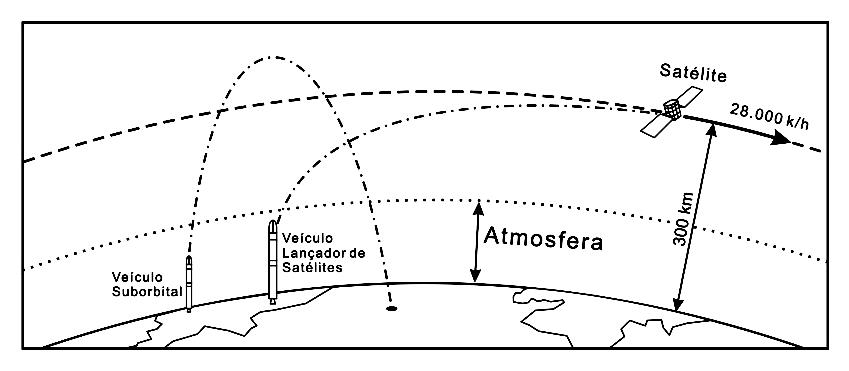 Satélite
28.000 k/h
300 km
Atmosfera
Veículo
Lançador de
Satélites
Veículo
Suborbital